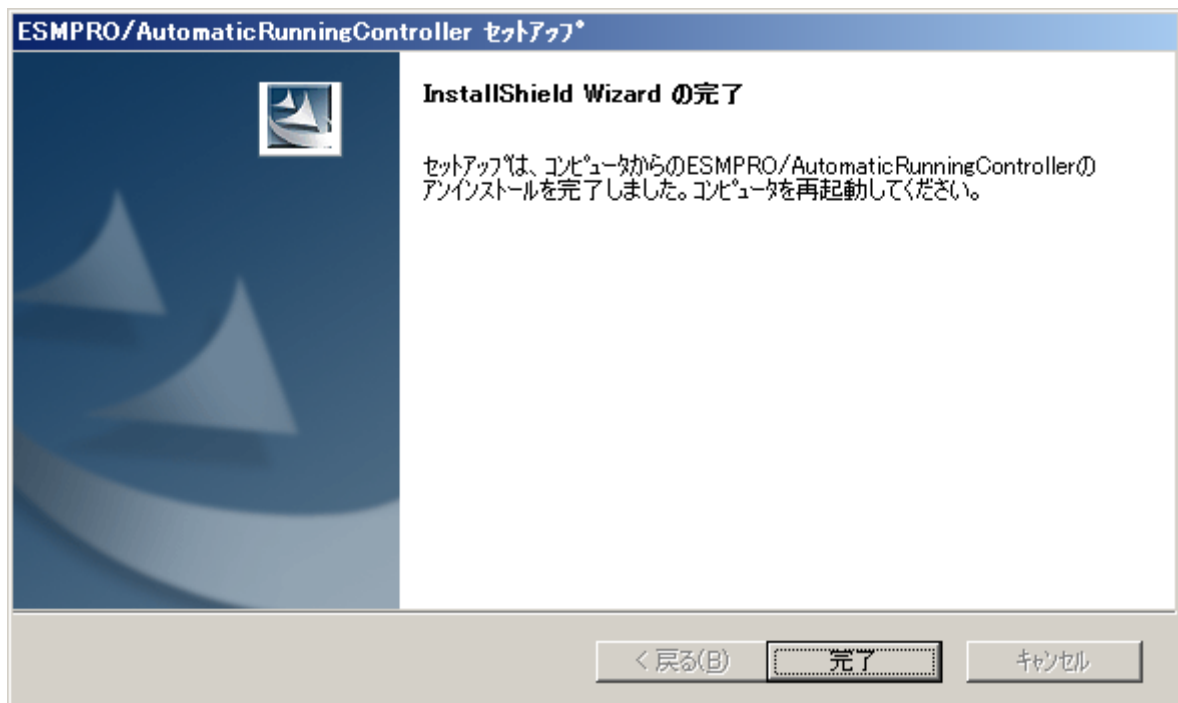 ESMPRO/AutomaticRunningController セットアップ
InstallShield Wizard の完了
セットアップは、コンピュータからのESMPRO/AutomaticRunningControllerの
アンインストールを完了しました。コンピュータを再起動してください。
< 戻る(B) 完了 キャンセル